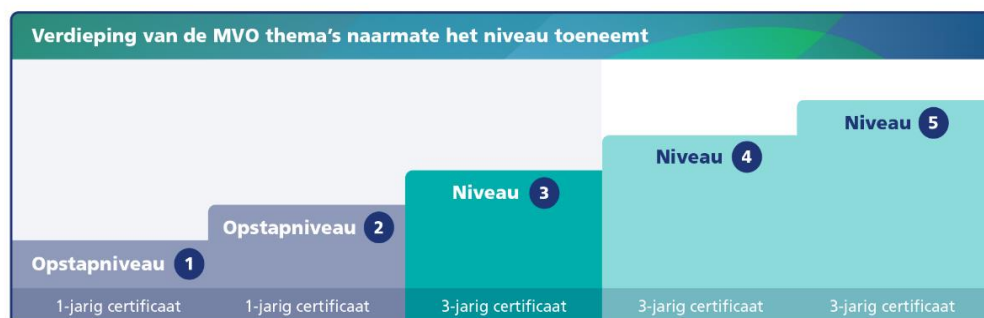 Verdieping van de MVO thema's naarmate het niveau toeneemt
Opstapniveau 1
Opstapniveau 2
Niveau 3
Niveau 4
Niveau 5
1-jarig certificaat
1-jarig certificaat
3-jarig certificaat
3-jarig certificaat
3-jarig certificaat